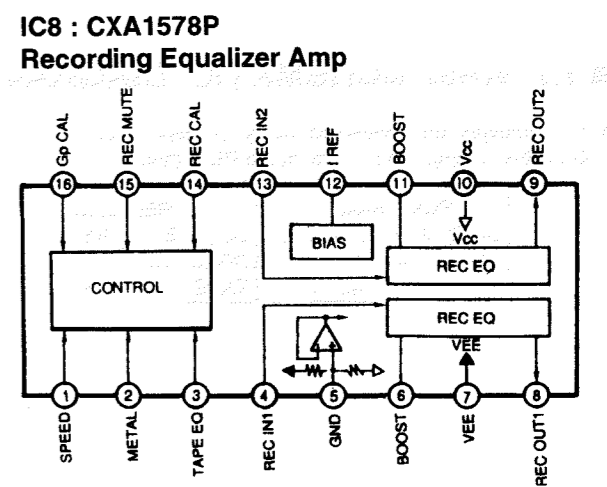 IC8 : CXA1578P
Recording Equalizer Amp
Gp CAL
REC MUTE
REC CAL
REC IN2
I REF
BOOST
Vcc
REC OUT2
16
15
14
13
12
11
10
9
BIAS
Vcc
REC EQ
CONTROL
REC EQ
VEE
1
2
3
4
5
6
7
8
SPEED
METAL
TAPE EQ
REC IN1
GND
BOOST
VEE
REC OUT1